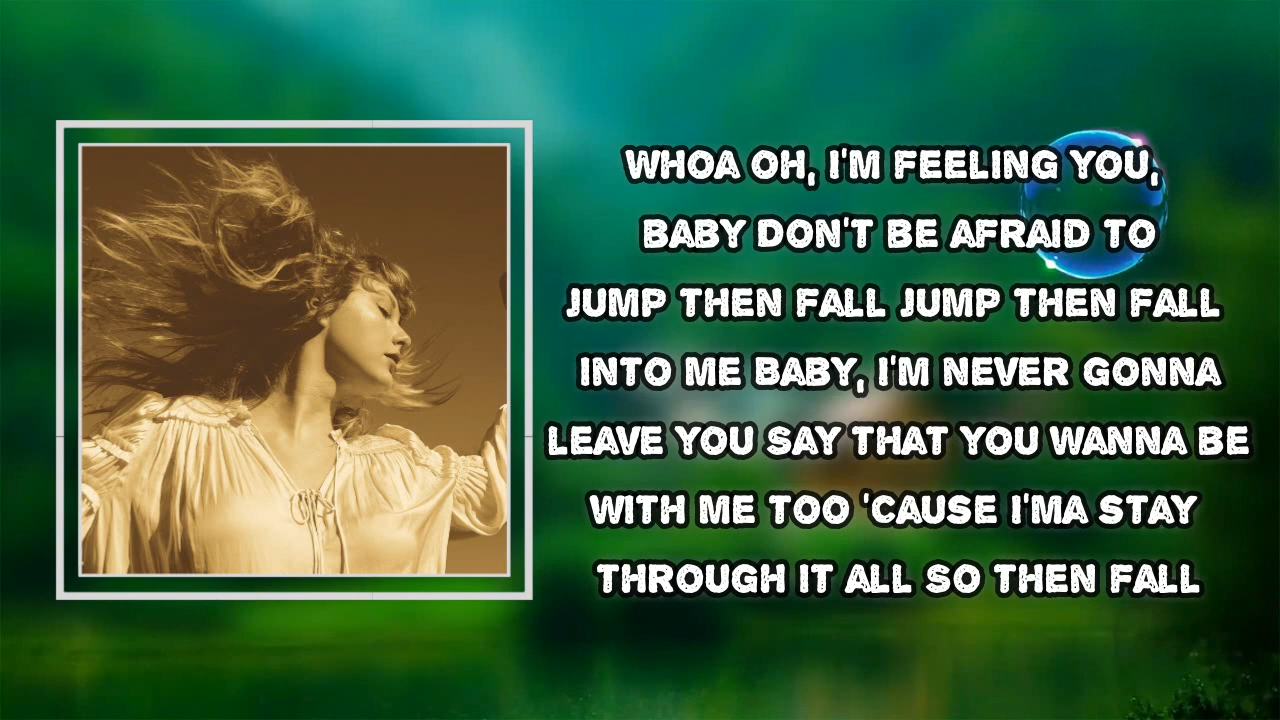 WHOA OH, I'M FEELING YOU,
BABY DON'T BE AFRAID TO
JUMP THEN FALL JUMP THEN FALL
INTO ME BABY, I'M NEVER GONNA
LEAVE YOU SAY THAT YOU WANNA BE
WITH ME TOO 'CAUSE I'MA STAY
THROUGH IT ALL SO THEN FALL